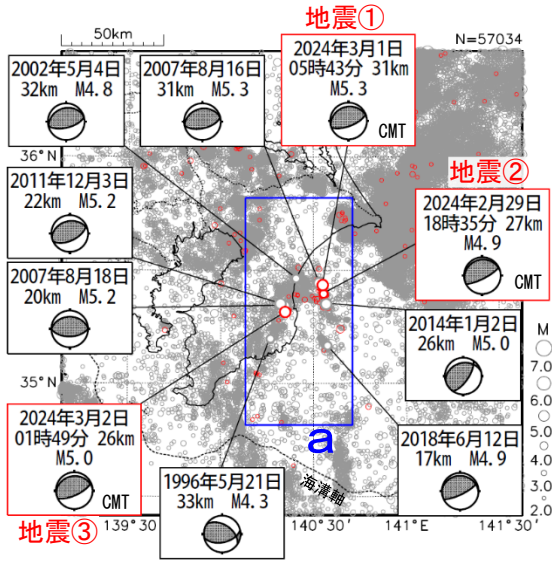 地震①
50km
N=57034
2002年5月4日
32km M4.8
2007年8月16日
31km M5.3
2024年3月1日
05時43分 31km
M5.3
CMT
36°N
地震②
2011年12月3日
22km M5.2
2024年2月29日
18時35分 27km
M4.9
CMT
2007年8月18日
20km M5.2
2014年1月2日
26km M5.0
35°N
M
7.0
6.0
5.0
4.0
3.0
2.0
2024年3月2日
01時49分 26km
M5.0
CMT
a
2018年6月12日
17km M4.9
1996年5月21日
33km M4.3
海溝軸
地震③
139°30'
140°30'
141°E
141°30'